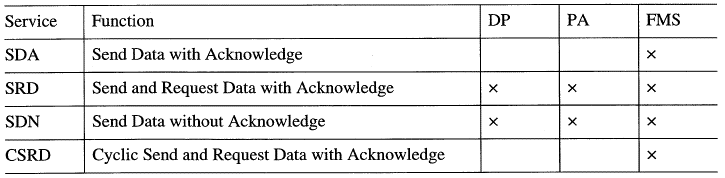 Service Function DP PA FMS
SDA Send Data with Acknowledge ×
SRD Send and Request Data with Acknowledge × × ×
SDN Send Data without Acknowledge × × ×
CSRD Cyclic Send and Request Data with Acknowledge ×